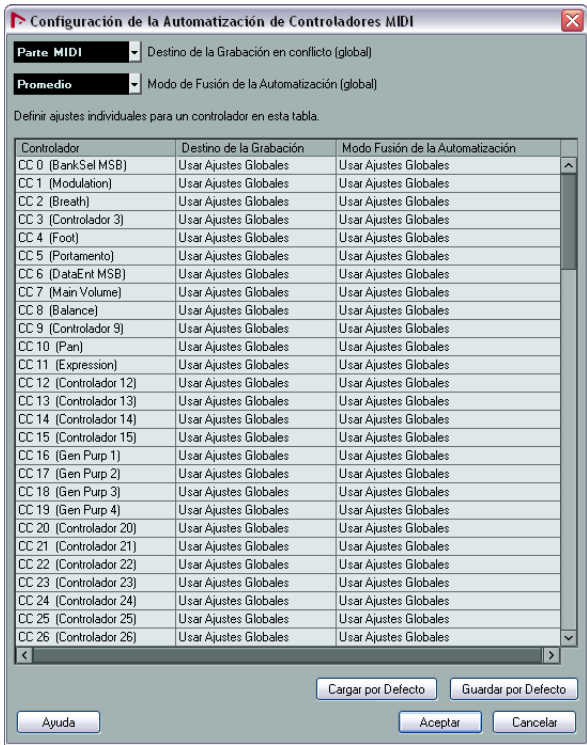 Configuración de la Automatización de Controladores MIDI
Parte MIDI Destino de la Grabación en conflicto (global)
Promedio Modo de Fusión de la Automatización (global)
Definir ajustes individuales para un controlador en esta tabla.
Controlador Destino de la Grabación Modo Fusión de la Automatización
CC 0 (BankSel MSB) Usar Ajustes Globales Usar Ajustes Globales
CC 1 (Modulation) Usar Ajustes Globales Usar Ajustes Globales
CC 2 (Breath) Usar Ajustes Globales Usar Ajustes Globales
CC 3 (Controlador 3) Usar Ajustes Globales Usar Ajustes Globales
CC 4 (Foot) Usar Ajustes Globales Usar Ajustes Globales
CC 5 (Portamento) Usar Ajustes Globales Usar Ajustes Globales
CC 6 (DataEnt MSB) Usar Ajustes Globales Usar Ajustes Globales
CC 7 (Main Volume) Usar Ajustes Globales Usar Ajustes Globales
CC 8 (Balance) Usar Ajustes Globales Usar Ajustes Globales
CC 9 (Controlador 9) Usar Ajustes Globales Usar Ajustes Globales
CC 10 (Pan) Usar Ajustes Globales Usar Ajustes Globales
CC 11 (Expression) Usar Ajustes Globales Usar Ajustes Globales
CC 12 (Controlador 12) Usar Ajustes Globales Usar Ajustes Globales
CC 13 (Controlador 13) Usar Ajustes Globales Usar Ajustes Globales
CC 14 (Controlador 14) Usar Ajustes Globales Usar Ajustes Globales
CC 15 (Controlador 15) Usar Ajustes Globales Usar Ajustes Globales
CC 16 (Gen Purp 1) Usar Ajustes Globales Usar Ajustes Globales
CC 17 (Gen Purp 2) Usar Ajustes Globales Usar Ajustes Globales
CC 18 (Gen Purp 3) Usar Ajustes Globales Usar Ajustes Globales
CC 19 (Gen Purp 4) Usar Ajustes Globales Usar Ajustes Globales
CC 20 (Controlador 20) Usar Ajustes Globales Usar Ajustes Globales
CC 21 (Controlador 21) Usar Ajustes Globales Usar Ajustes Globales
CC 22 (Controlador 22) Usar Ajustes Globales Usar Ajustes Globales
CC 23 (Controlador 23) Usar Ajustes Globales Usar Ajustes Globales
CC 24 (Controlador 24) Usar Ajustes Globales Usar Ajustes Globales
CC 25 (Controlador 25) Usar Ajustes Globales Usar Ajustes Globales
CC 26 (Controlador 26) Usar Ajustes Globales Usar Ajustes Globales
Cargar por Defecto Guardar por Defecto
Ayuda Aceptar Cancelar